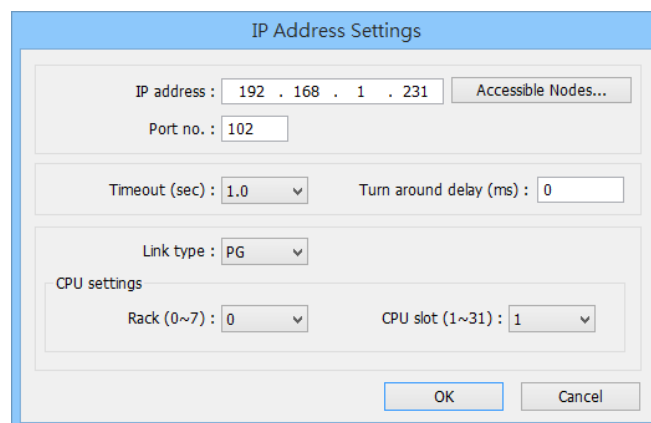 IP Address Settings
IP address : 192 . 168 . 1 . 231 Accessible Nodes...
Port no. : 102
Timeout (sec) : 1.0 Turn around delay (ms) : 0
Link type : PG
CPU settings
Rack (0~7) : 0 CPU slot (1~31) : 1
OK Cancel